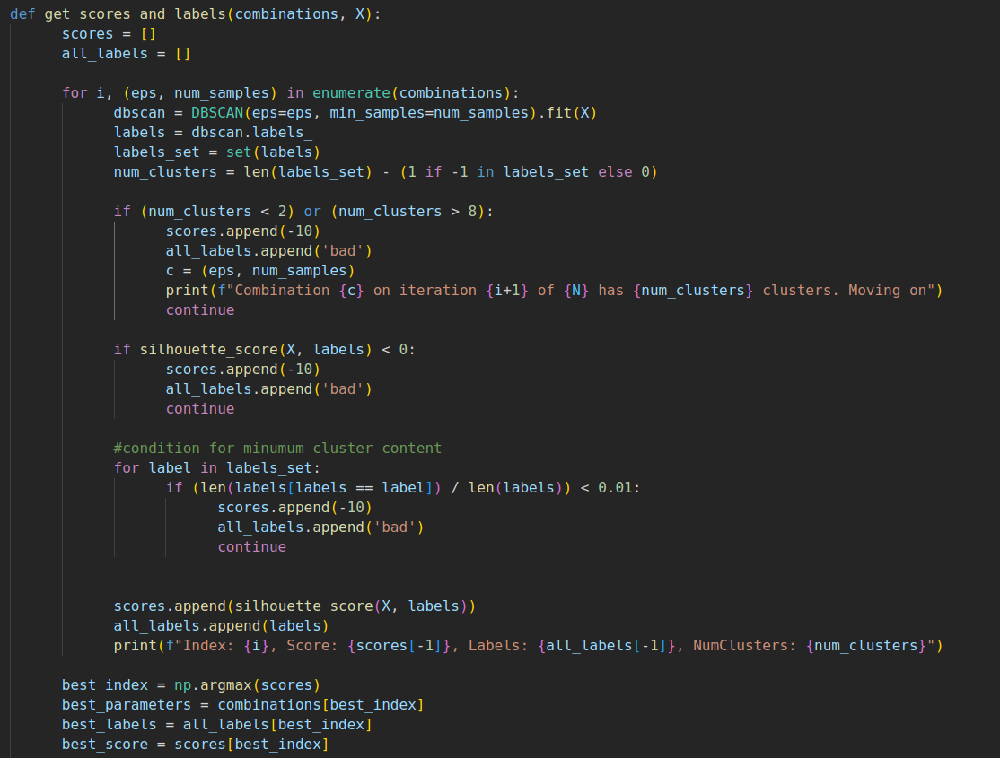 def get_scores_and_labels(combinations, X):
      scores = []
      all_labels = []

      for i, (eps, num_samples) in enumerate(combinations):
            dbscan = DBSCAN(eps=eps, min_samples=num_samples).fit(X)
            labels = dbscan.labels_
            labels_set = set(labels)
            num_clusters = len(labels_set) - (1 if -1 in labels_set else 0)

            if (num_clusters < 2) or (num_clusters > 8):
                  scores.append(-10)
                  all_labels.append('bad')
                  c = (eps, num_samples)
                  print(f"Combination {c} on iteration {i+1} of {N} has {num_clusters} clusters. Moving on")
                  continue

            if silhouette_score(X, labels) < 0:
                  scores.append(-10)
                  all_labels.append('bad')
                  continue

            #condition for minumum cluster content
            for label in labels_set:
                  if (len(labels[labels == label]) / len(labels)) < 0.01:
                        scores.append(-10)
                        all_labels.append('bad')
                        continue


            scores.append(silhouette_score(X, labels))
            all_labels.append(labels)
            print(f"Index: {i}, Score: {scores[-1]}, Labels: {all_labels[-1]}, NumClusters: {num_clusters}")

      best_index = np.argmax(scores)
      best_parameters = combinations[best_index]
      best_labels = all_labels[best_index]
      best_score = scores[best_index]